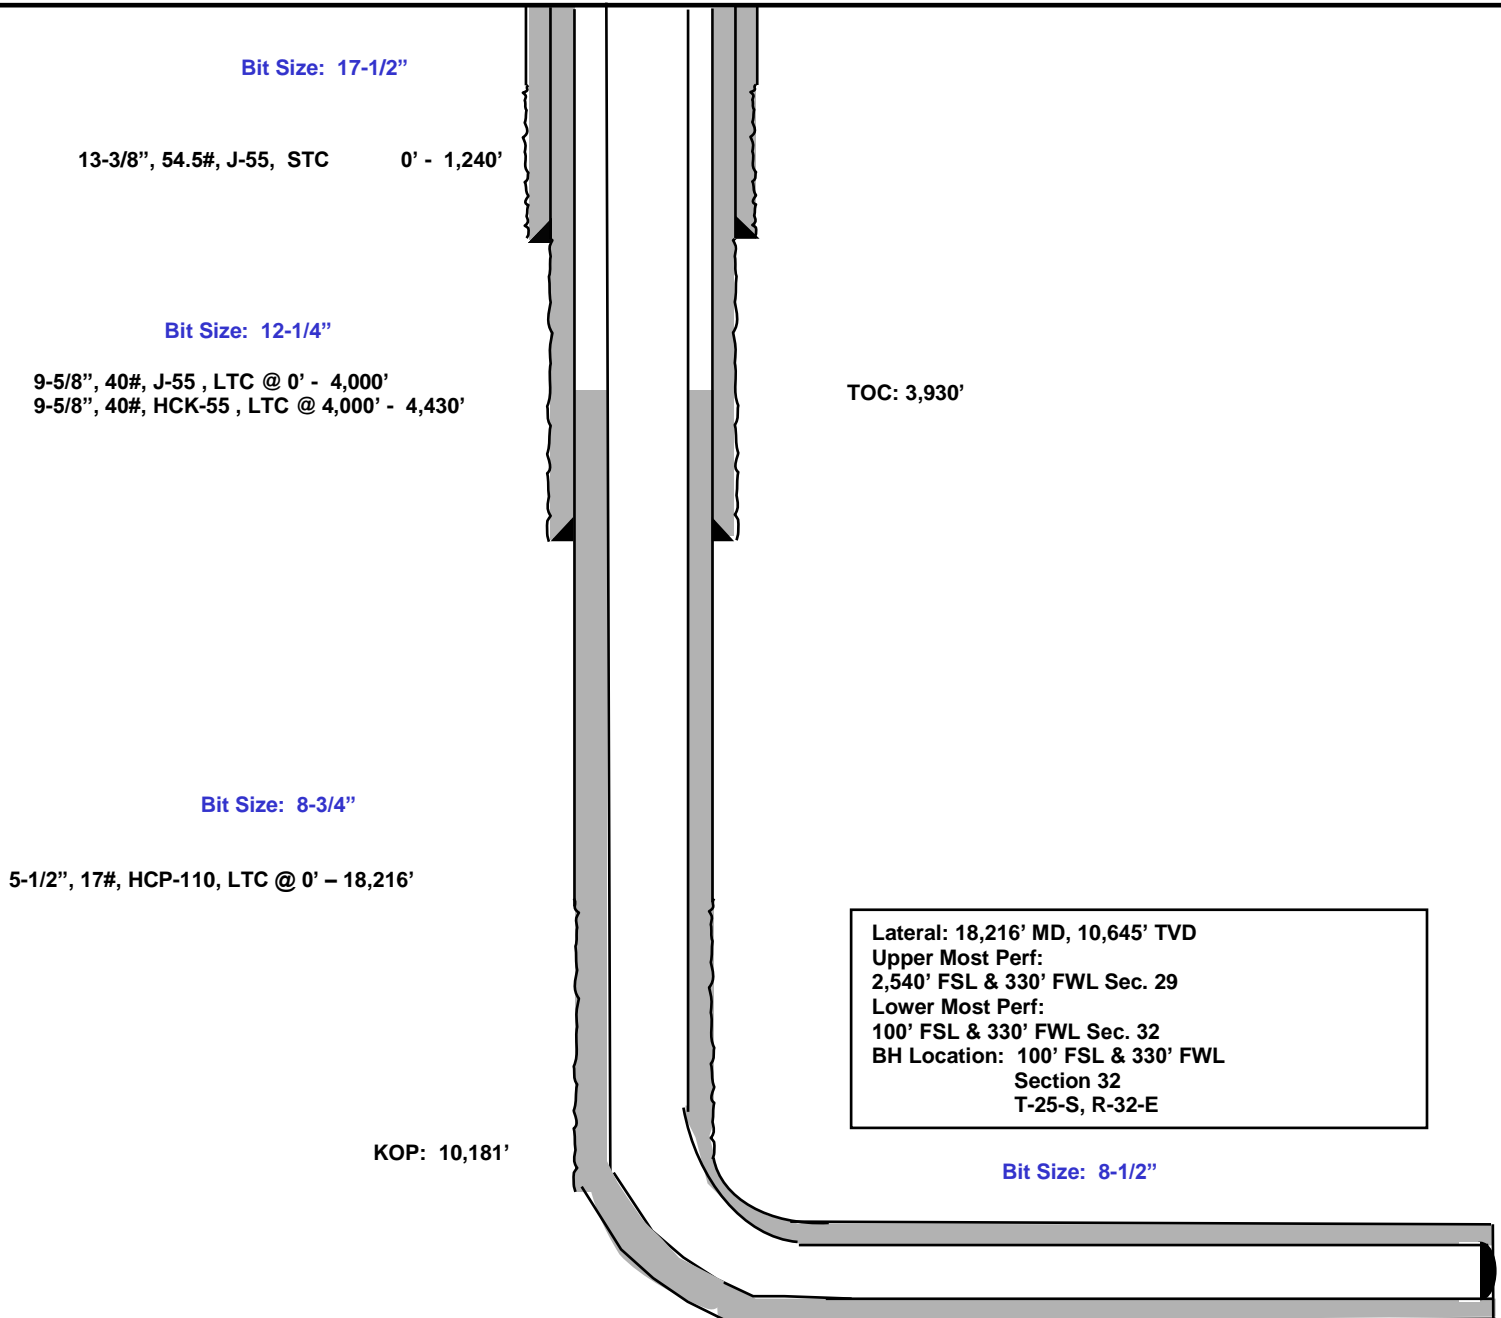 Bit Size: 17-1/2”
13-3/8”, 54.5#, J-55, STC 0’ - 1,240’
Bit Size: 12-1/4”
9-5/8”, 40#, J-55 , LTC @ 0’ - 4,000’
9-5/8”, 40#, HCK-55 , LTC @ 4,000’ - 4,430’
TOC: 3,930’
Bit Size: 8-3/4”
5-1/2”, 17#, HCP-110, LTC @ 0’ – 18,216’
Lateral: 18,216’ MD, 10,645’ TVD
Upper Most Perf:
2,540’ FSL & 330’ FWL Sec. 29
Lower Most Perf:
100’ FSL & 330’ FWL Sec. 32
BH Location: 100’ FSL & 330’ FWL
Section 32
T-25-S, R-32-E
KOP: 10,181’
Bit Size: 8-1/2”